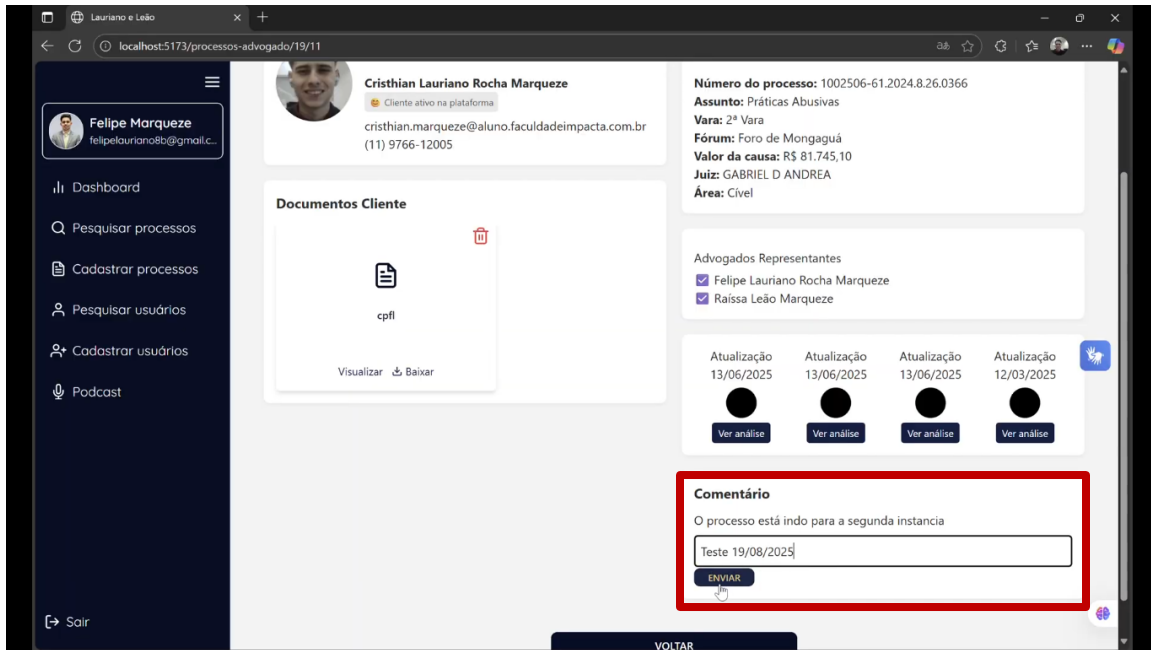 Lauriano e Leão
localhost:5173/processos-advogado/19/11
Felipe Marqueze
felipelauriano8b@gmail.c...
Dashboard
Pesquisar processos
Cadastrar processos
Pesquisar usuários
Cadastrar usuários
Podcast
Sair
Cristhian Lauriano Rocha Marqueze
Cliente ativo na plataforma
cristhian.marqueze@aluno.faculdadeimpacta.com.br
(11) 9766-12005
Documentos Cliente
cpfl
Visualizar Baixar
Número do processo: 1002506-61.2024.8.26.0366
Assunto: Práticas Abusivas
Vara: 2ª Vara
Fórum: Foro de Mongaguá
Valor da causa: R$ 81.745,10
Juiz: GABRIEL D ANDREA
Área: Cível
Advogados Representantes
Felipe Lauriano Rocha Marqueze
Raíssa Leão Marqueze
Atualização Atualização Atualização Atualização
13/06/2025 13/06/2025 13/06/2025 12/03/2025
Ver análise Ver análise Ver análise Ver análise
Comentário
O processo está indo para a segunda instancia
Teste 19/08/2025
ENVIAR
VOLTAR